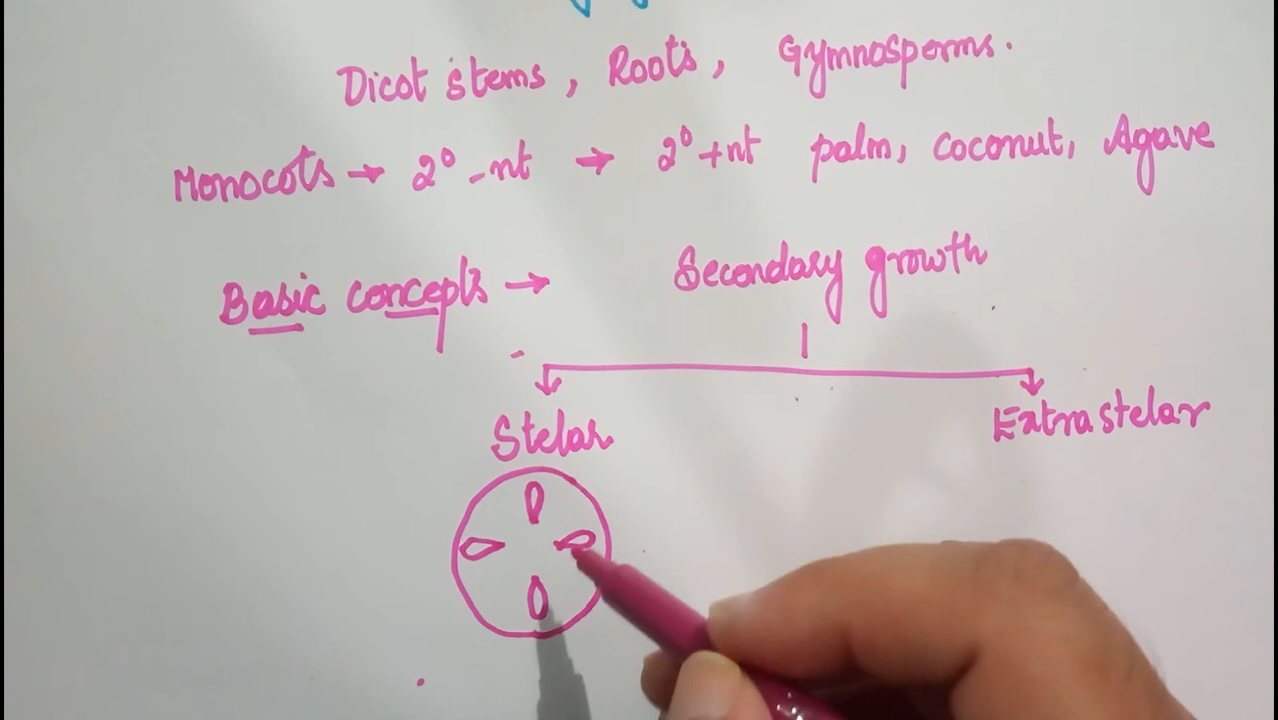 Dicot stems, Roots, Gymnosperms.
Monocots → 2° -nt → 2° +nt palm, coconut, Agave
Basic concepts → Secondary growth
Stelar Extrastelar